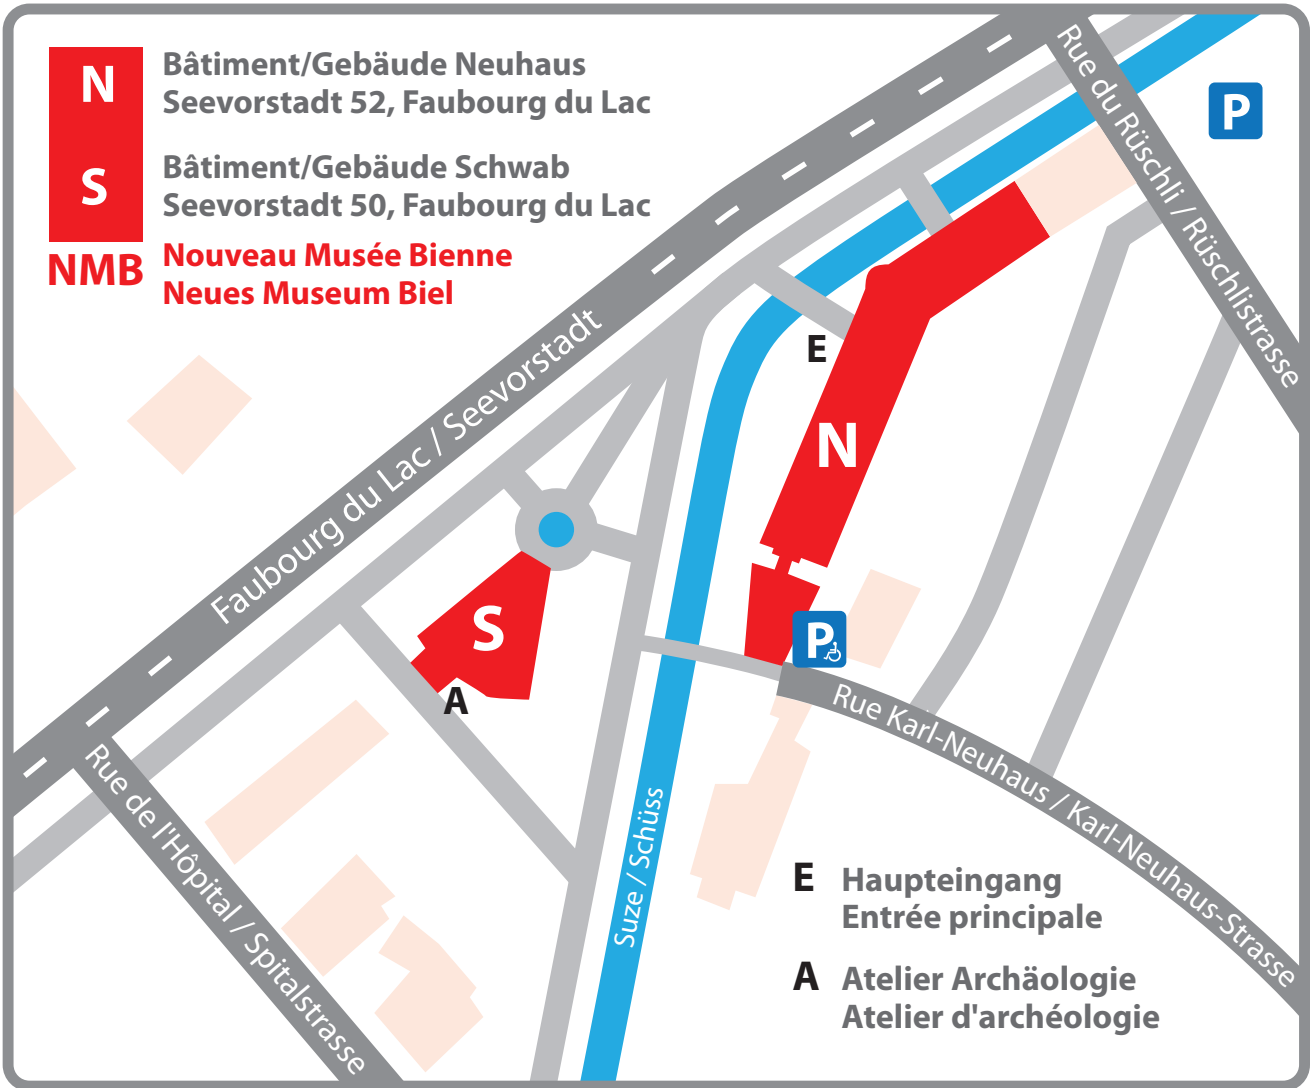 N
Bâtiment/Gebäude Neuhaus
Seevorstadt 52, Faubourg du Lac
S
Bâtiment/Gebäude Schwab
Seevorstadt 50, Faubourg du Lac
NMB
Nouveau Musée Bienne
Neues Museum Biel
Rue du Rüschli / Rüschlistrasse
P
Faubourg du Lac / Seevorstadt
E
N
S
A
P
Rue Karl-Neuhaus / Karl-Neuhaus-Strasse
Rue de l'Hôpital / Spitalstrasse
Suze / Schüss
E
Haupteingang
Entrée principale
A
Atelier Archäologie
Atelier d'archéologie